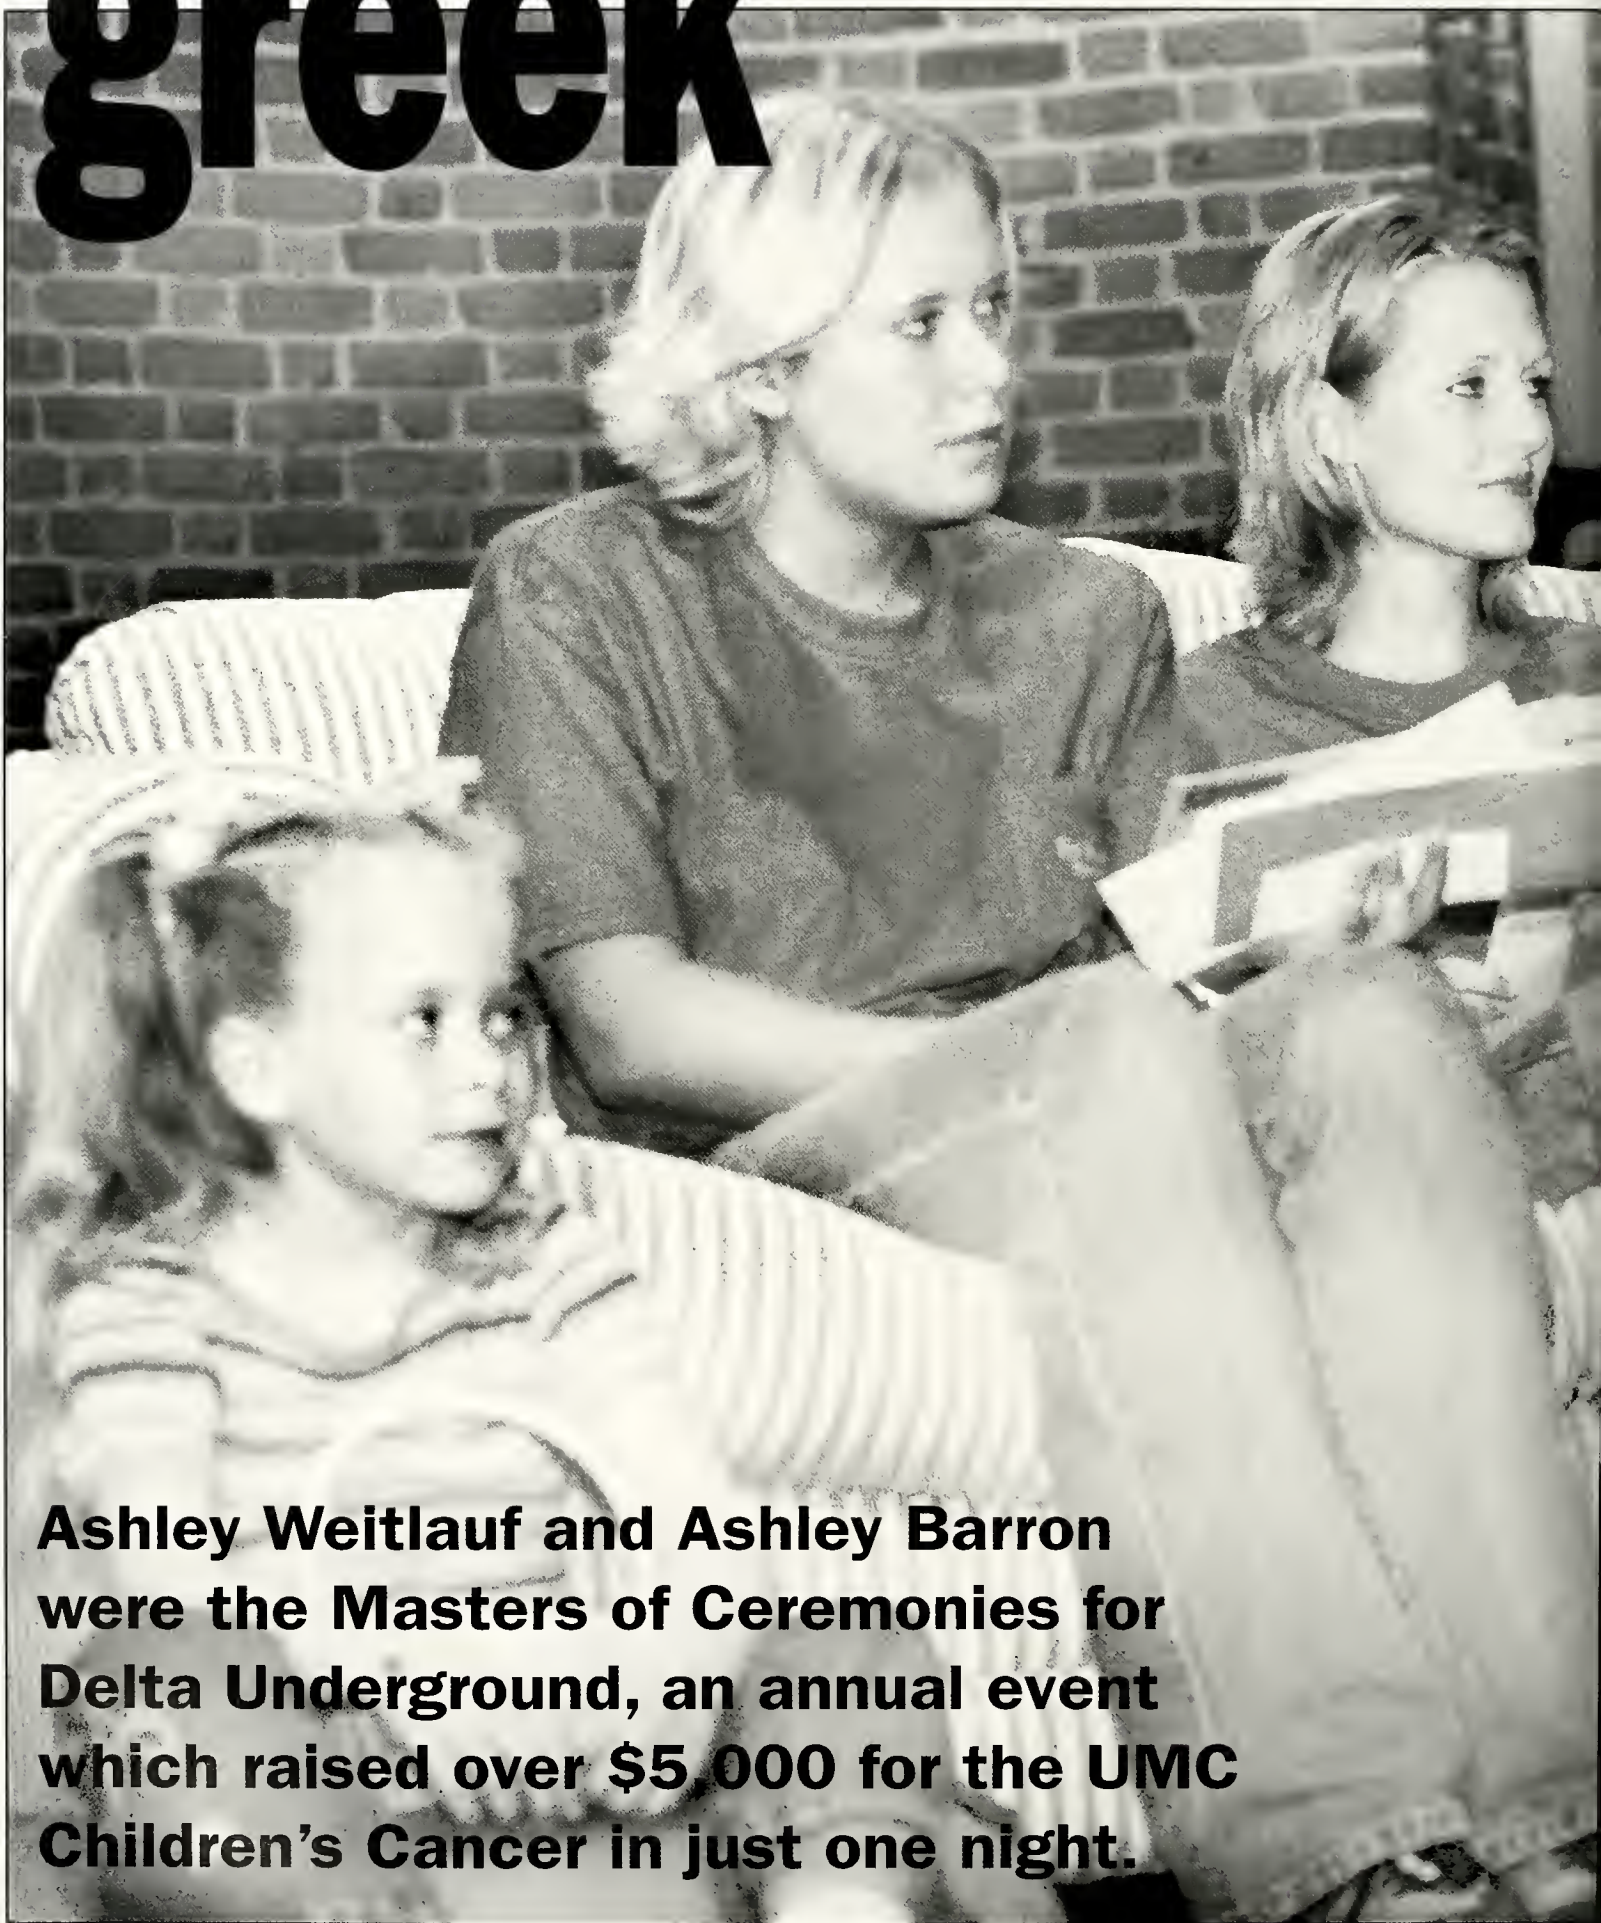 greek
Ashley Weitlauf and Ashley Barron
were the Masters of Ceremonies for
Delta Underground, an annual event
which raised over $5,000 for the UMC
Children's Cancer in just one night.